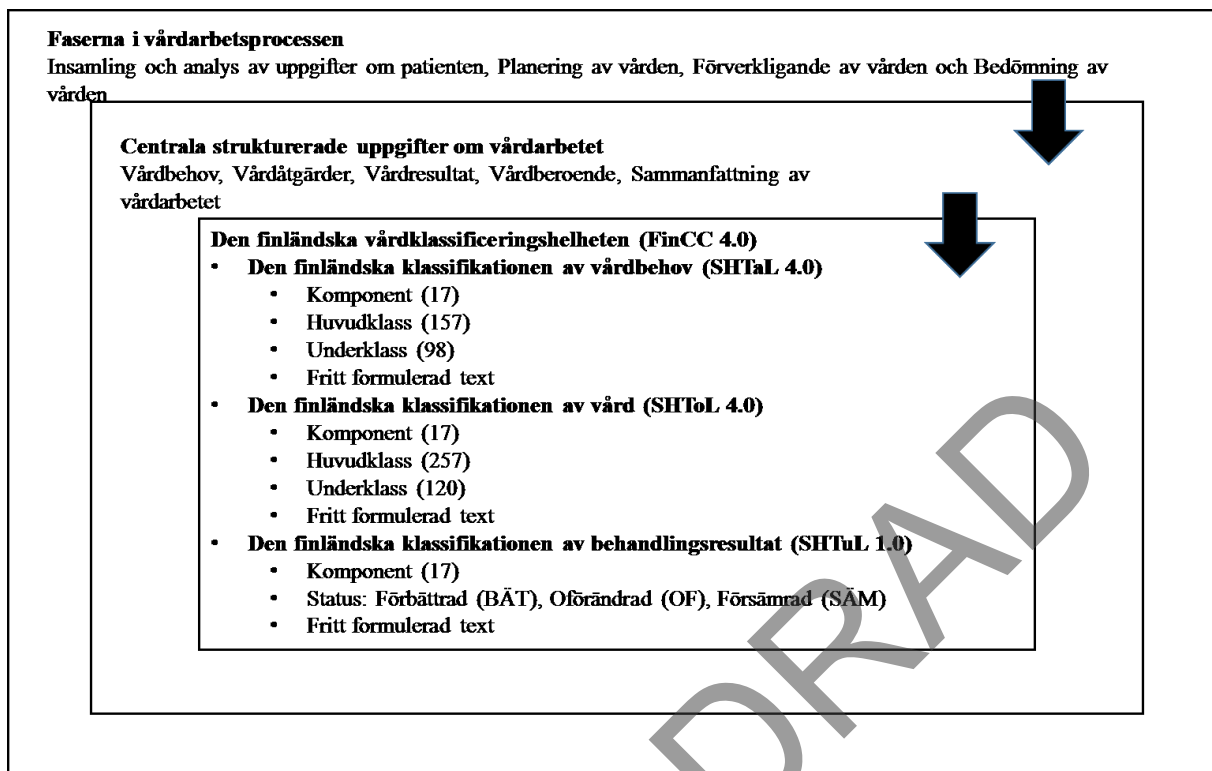 Faserna i vårdarbetsprocessen
Insamling och analys av uppgifter om patienten, Planering av vården, Förverkligande av vården och Bedömning av
vården
Centrala strukturerade uppgifter om vårdarbetet
Vårdbehov, Vårdåtgärder, Vårdresultat, Vårdberoende, Sammanfattning av
vårdarbetet
Den finländska vårdklassificeringshelheten (FinCC 4.0)
• Den finländska klassifikationen av vårdbehov (SHTaL 4.0)
• Komponent (17)
• Huvudklass (157)
• Underklass (98)
• Fritt formulerad text
• Den finländska klassifikationen av vård (SHToL 4.0)
• Komponent (17)
• Huvudklass (257)
• Underklass (120)
• Fritt formulerad text
• Den finländska klassifikationen av behandlingsresultat (SHTuL 1.0)
• Komponent (17)
• Status: Förbättrad (BÄT), Oförändrad (OF), Försämrad (SÄM)
• Fritt formulerad text
DRAD